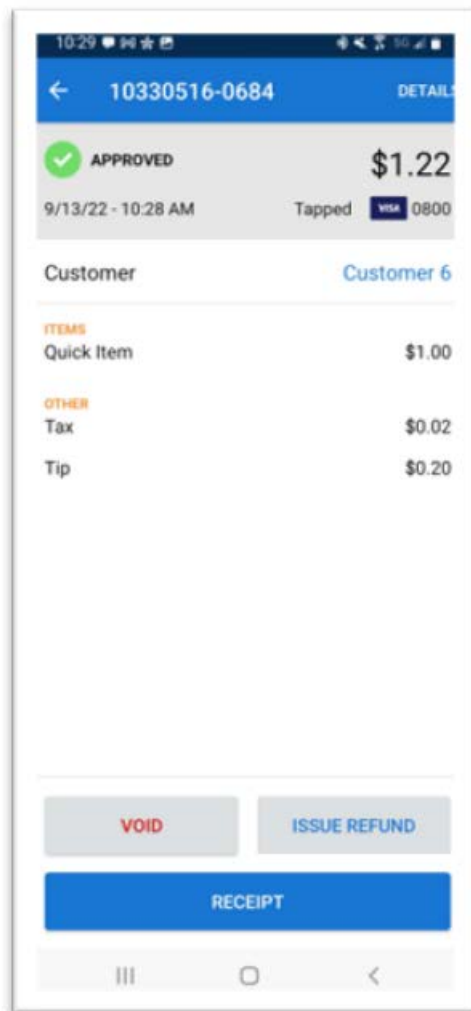 10:29
10330516-0684 DETAILS
APPROVED $1.22
9/13/22 - 10:28 AM Tapped VISA 0800
Customer Customer 6
ITEMS
Quick Item $1.00
OTHER
Tax $0.02
Tip $0.20
VOID ISSUE REFUND
RECEIPT